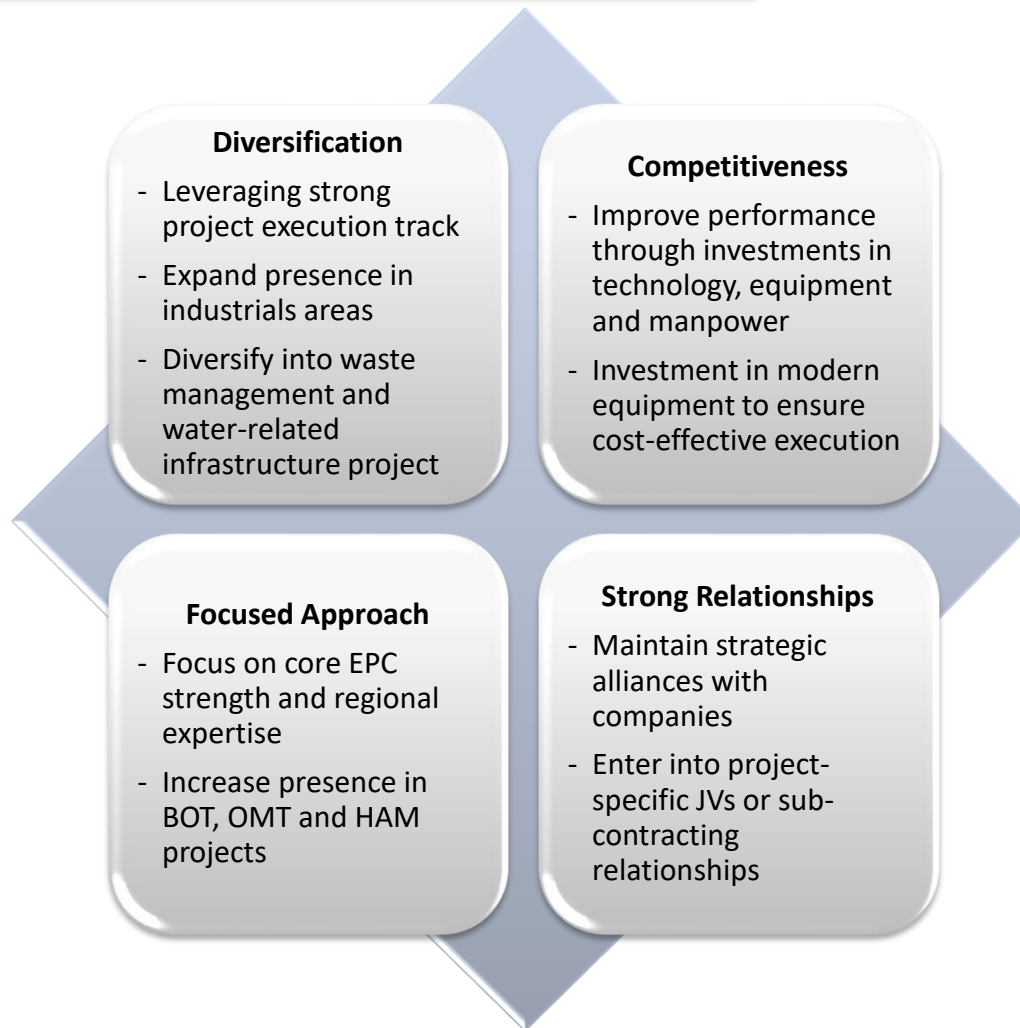 Diversification
- Leveraging strong
project execution track
- Expand presence in
industrials areas
- Diversify into waste
management and
water-related
infrastructure project
Competitiveness
- Improve performance
through investments in
technology, equipment
and manpower
- Investment in modern
equipment to ensure
cost-effective execution
Focused Approach
- Focus on core EPC
strength and regional
expertise
- Increase presence in
BOT, OMT and HAM
projects
Strong Relationships
- Maintain strategic
alliances with
companies
- Enter into project-
specific JVs or sub-
contracting
relationships